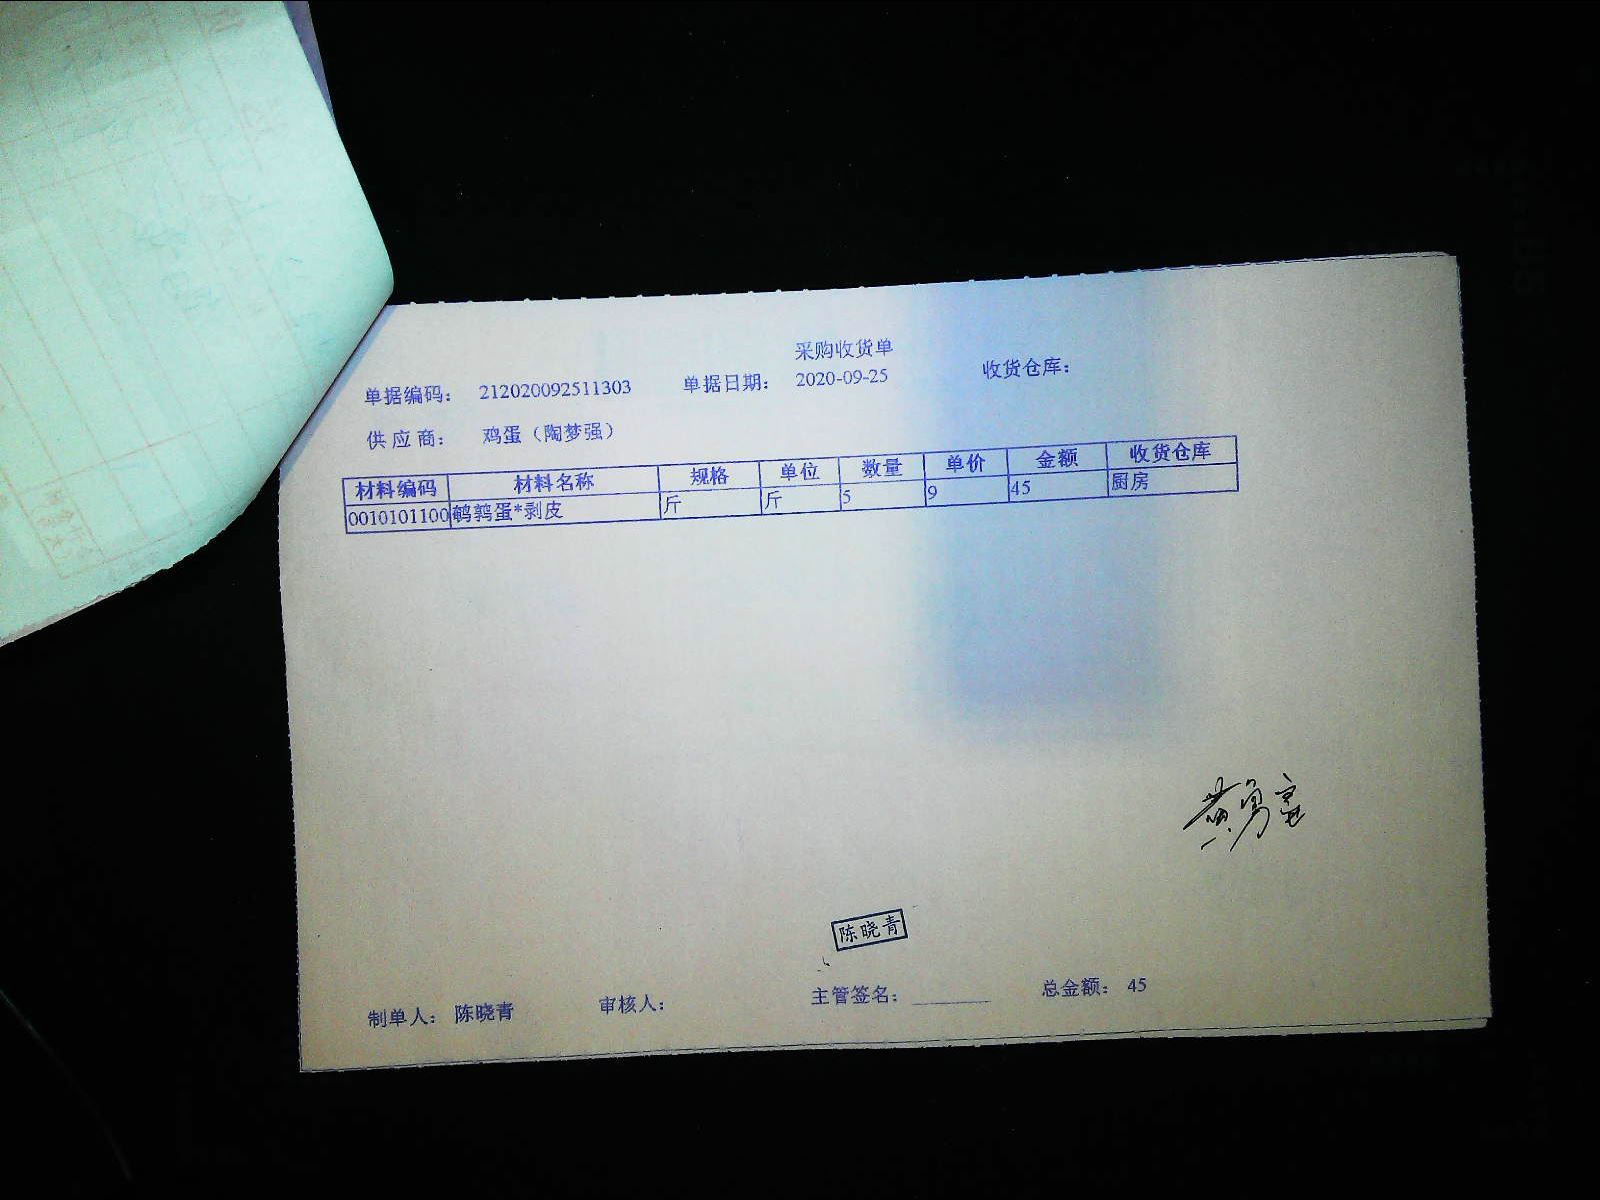 采购收货单
单据编码： 212020092511303 单据日期： 2020-09-25 收货仓库：
供应商： 鸡蛋（陶梦强）
材料编码 材料名称 规格 单位 数量 单价 金额 收货仓库
0010101100 鹌鹑蛋*剥皮 斤 斤 5 9 45 厨房
黄勇
陈晓青
制单人： 陈晓青 审核人： 主管签名： 总金额： 45